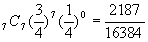 ₇C₇(3/4)⁷(1/4)⁰ = 2187/16384